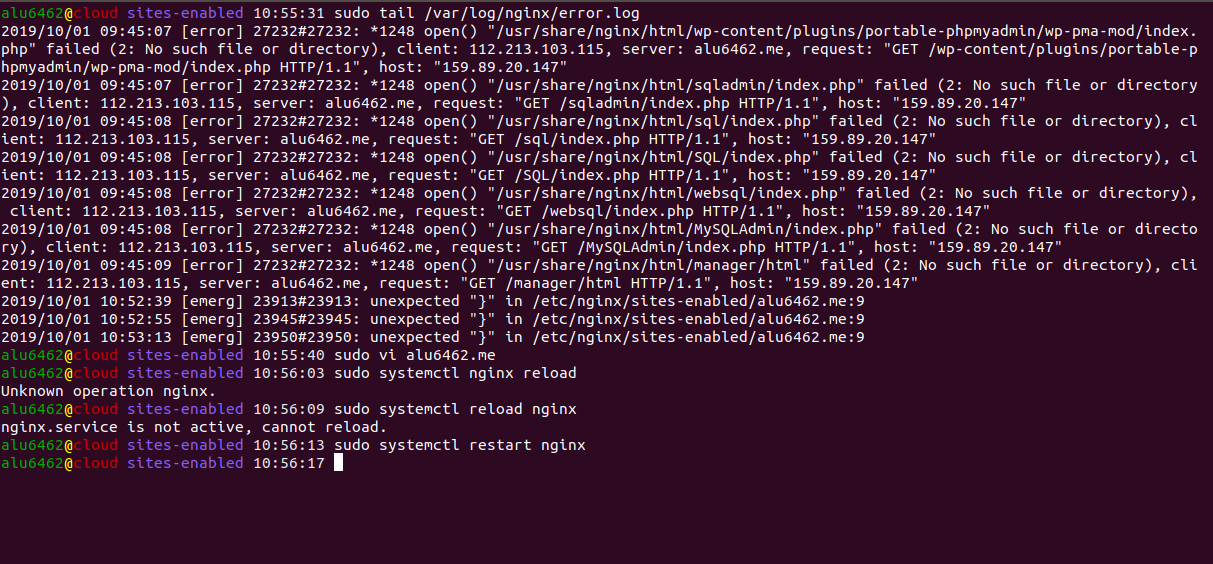 alu6462@cloud sites-enabled 10:55:31 sudo tail /var/log/nginx/error.log
2019/10/01 09:45:07 [error] 27232#27232: *1248 open() "/usr/share/nginx/html/wp-content/plugins/portable-phpmyadmin/wp-pma-mod/index.
php" failed (2: No such file or directory), client: 112.213.103.115, server: alu6462.me, request: "GET /wp-content/plugins/portable-p
hpmyadmin/wp-pma-mod/index.php HTTP/1.1", host: "159.89.20.147"
2019/10/01 09:45:07 [error] 27232#27232: *1248 open() "/usr/share/nginx/html/sqladmin/index.php" failed (2: No such file or directory
), client: 112.213.103.115, server: alu6462.me, request: "GET /sqladmin/index.php HTTP/1.1", host: "159.89.20.147"
2019/10/01 09:45:08 [error] 27232#27232: *1248 open() "/usr/share/nginx/html/sql/index.php" failed (2: No such file or directory), cl
ient: 112.213.103.115, server: alu6462.me, request: "GET /sql/index.php HTTP/1.1", host: "159.89.20.147"
2019/10/01 09:45:08 [error] 27232#27232: *1248 open() "/usr/share/nginx/html/SQL/index.php" failed (2: No such file or directory), cl
ient: 112.213.103.115, server: alu6462.me, request: "GET /SQL/index.php HTTP/1.1", host: "159.89.20.147"
2019/10/01 09:45:08 [error] 27232#27232: *1248 open() "/usr/share/nginx/html/websql/index.php" failed (2: No such file or directory),
 client: 112.213.103.115, server: alu6462.me, request: "GET /websql/index.php HTTP/1.1", host: "159.89.20.147"
2019/10/01 09:45:08 [error] 27232#27232: *1248 open() "/usr/share/nginx/html/MySQLAdmin/index.php" failed (2: No such file or directo
ry), client: 112.213.103.115, server: alu6462.me, request: "GET /MySQLAdmin/index.php HTTP/1.1", host: "159.89.20.147"
2019/10/01 09:45:09 [error] 27232#27232: *1248 open() "/usr/share/nginx/html/manager/html" failed (2: No such file or directory), cli
ent: 112.213.103.115, server: alu6462.me, request: "GET /manager/html HTTP/1.1", host: "159.89.20.147"
2019/10/01 10:52:39 [emerg] 23913#23913: unexpected "}" in /etc/nginx/sites-enabled/alu6462.me:9
2019/10/01 10:52:55 [emerg] 23945#23945: unexpected "}" in /etc/nginx/sites-enabled/alu6462.me:9
2019/10/01 10:53:13 [emerg] 23950#23950: unexpected "}" in /etc/nginx/sites-enabled/alu6462.me:9
alu6462@cloud sites-enabled 10:55:40 sudo vi alu6462.me
alu6462@cloud sites-enabled 10:56:03 sudo systemctl nginx reload
Unknown operation nginx.
alu6462@cloud sites-enabled 10:56:09 sudo systemctl reload nginx
nginx.service is not active, cannot reload.
alu6462@cloud sites-enabled 10:56:13 sudo systemctl restart nginx
alu6462@cloud sites-enabled 10:56:17